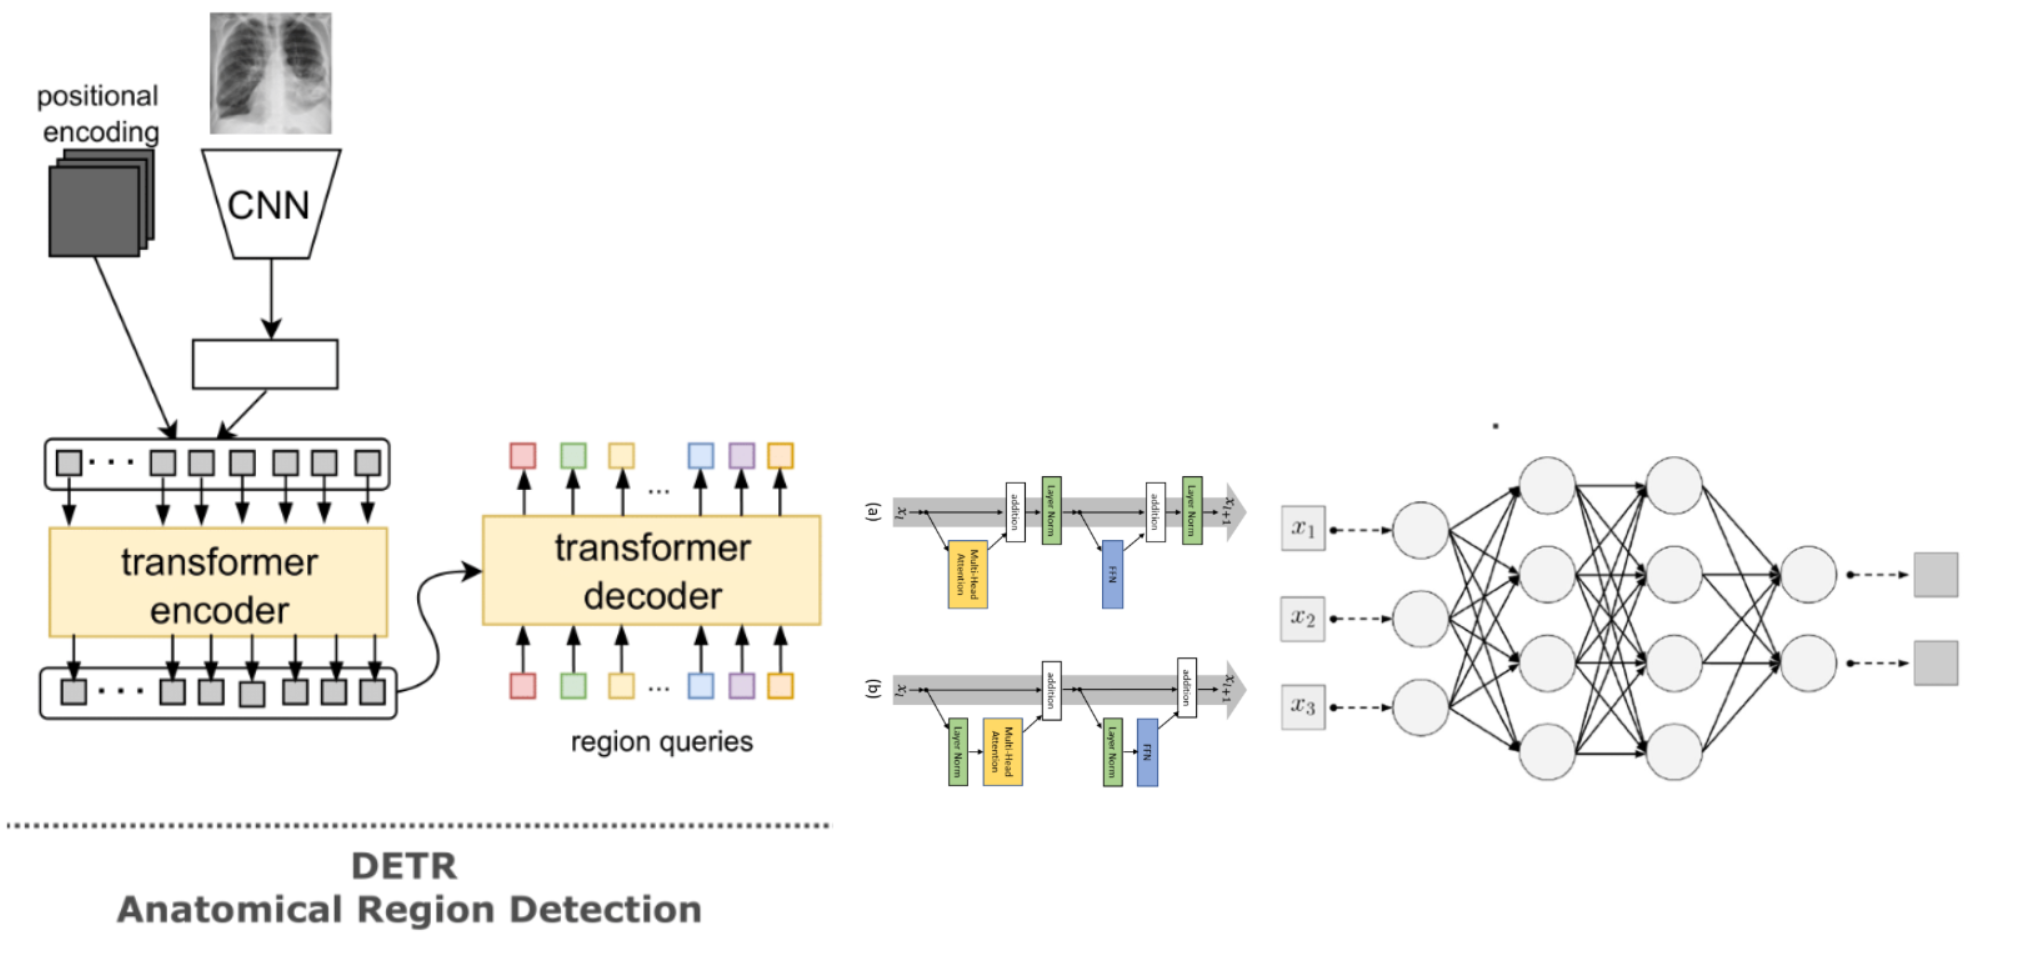 positional
encoding
CNN
transformer
encoder
transformer
decoder
...
...
region queries
DETR
Anatomical Region Detection
(a)
x_l
Multi-Head
Attention
addition
Layer Norm
FFN
addition
Layer Norm
x_{l+1}
(b)
x_l
Layer Norm
Multi-Head
Attention
addition
Layer Norm
FFN
addition
x_{l+1}
x_1
x_2
x_3